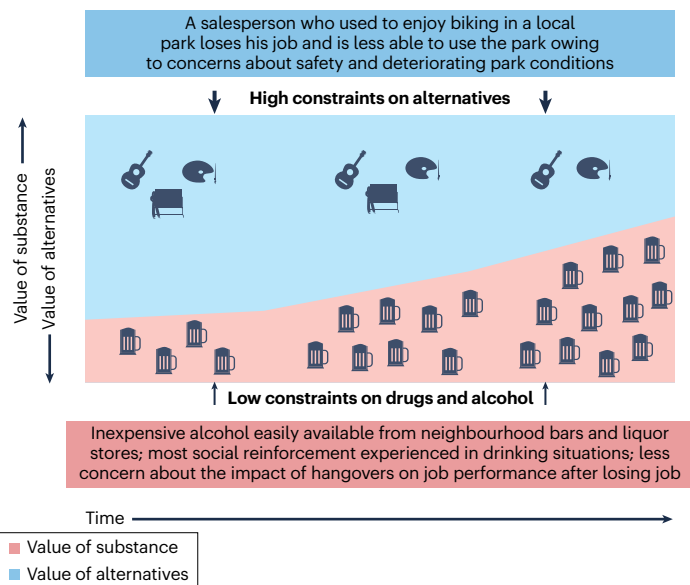 A salesperson who used to enjoy biking in a local
park loses his job and is less able to use the park owing
to concerns about safety and deteriorating park conditions
High constraints on alternatives
Value of substance
Value of alternatives
Low constraints on drugs and alcohol
Inexpensive alcohol easily available from neighbourhood bars and liquor
stores; most social reinforcement experienced in drinking situations; less
concern about the impact of hangovers on job performance after losing job
Time
Value of substance
Value of alternatives